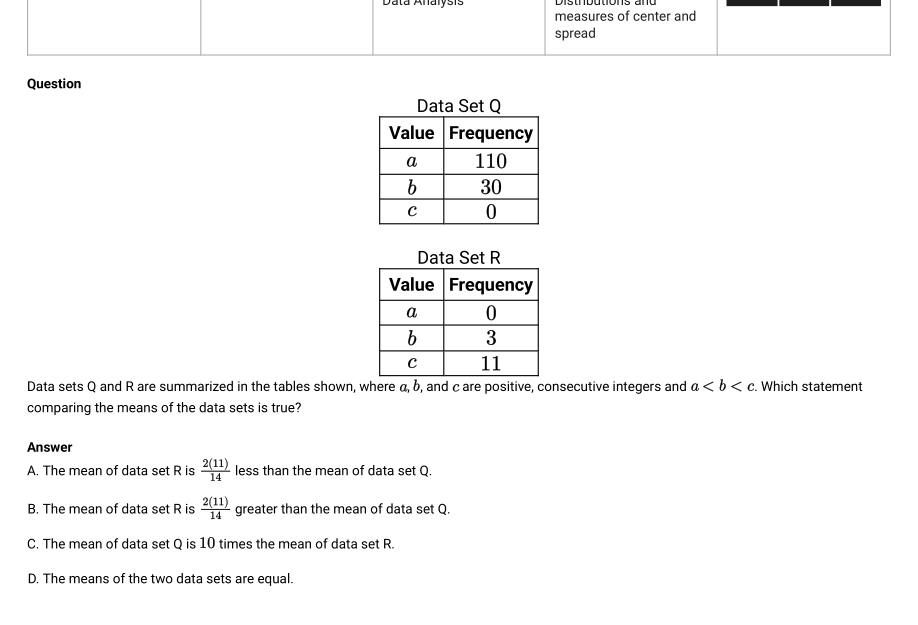 Data Analysis
Distributions and
measures of center and
spread
Question
Data Set Q
Value Frequency
a 110
b 30
c 0
Data Set R
Value Frequency
a 0
b 3
c 11
Data sets Q and R are summarized in the tables shown, where a, b, and c are positive, consecutive integers and a < b < c. Which statement
comparing the means of the data sets is true?
Answer
A. The mean of data set R is 2(11)/14 less than the mean of data set Q.
B. The mean of data set R is 2(11)/14 greater than the mean of data set Q.
C. The mean of data set Q is 10 times the mean of data set R.
D. The means of the two data sets are equal.